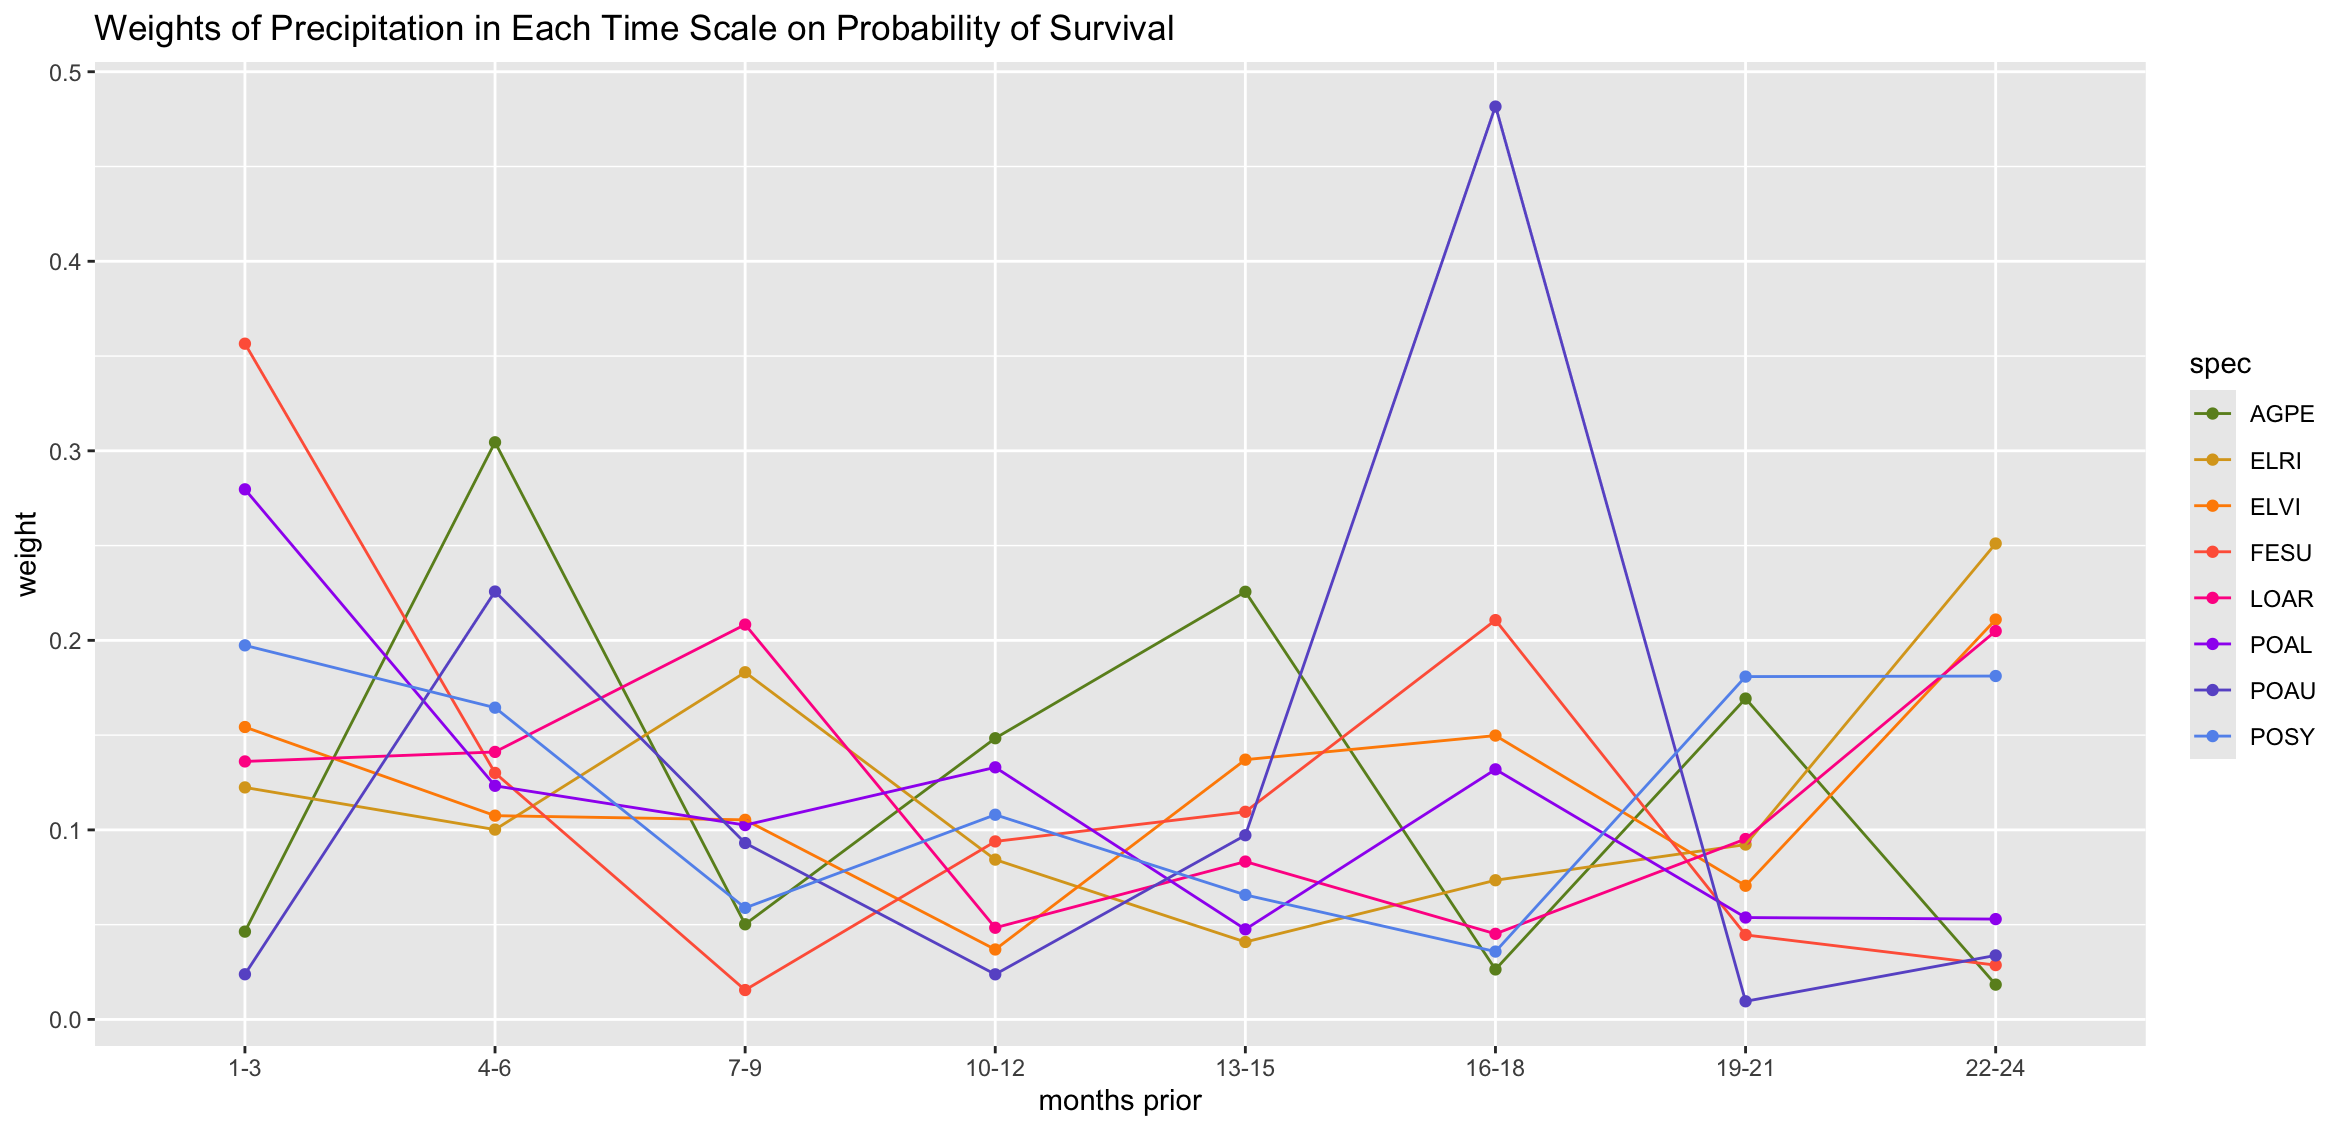 Weights of Precipitation in Each Time Scale on Probability of Survival
0.5
0.4
0.3
0.2
0.1
0.0
weight
1-3 4-6 7-9 10-12 13-15 16-18 19-21 22-24
months prior
spec
AGPE
ELRI
ELVI
FESU
LOAR
POAL
POAU
POSY